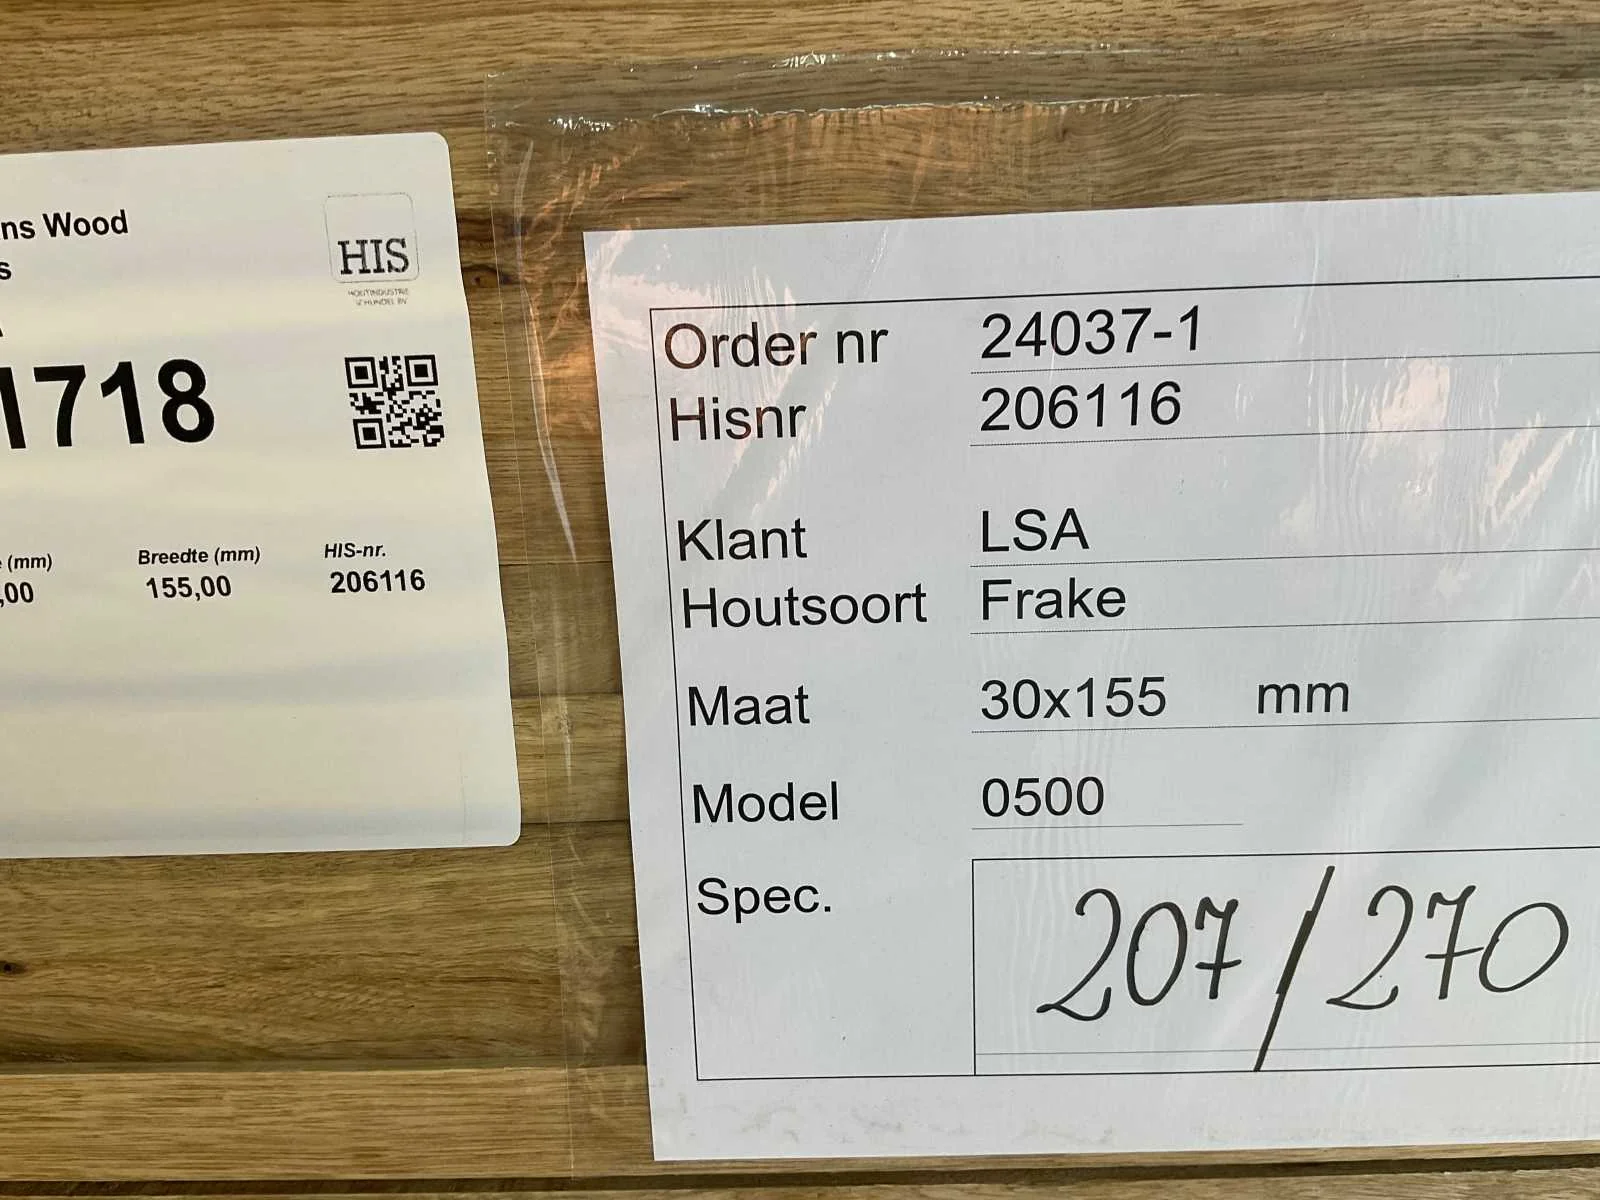 ns Wood
s
HIS
HOUTINDUSTRIE
1718
(mm)
,00
Breedte (mm)
155,00
HIS-nr.
206116
Order nr 24037-1
Hisnr 206116
Klant LSA
Houtsoort Frake
Maat 30x155 mm
Model 0500
Spec. 207/270